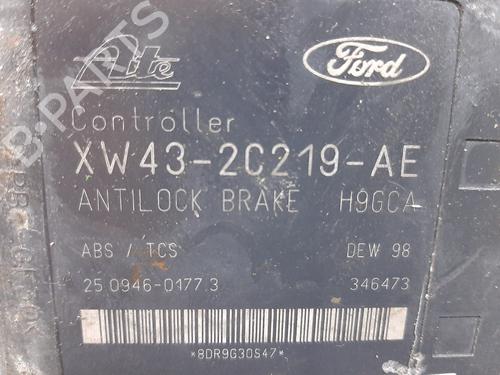 Ate Ford
Controller
XW43-2C219-AE
ANTILOCK BRAKE H9GCA
ABS / TCS DEW 98
25.0946-0177.3 346473
*8DR9G30S47*
B-PARTS